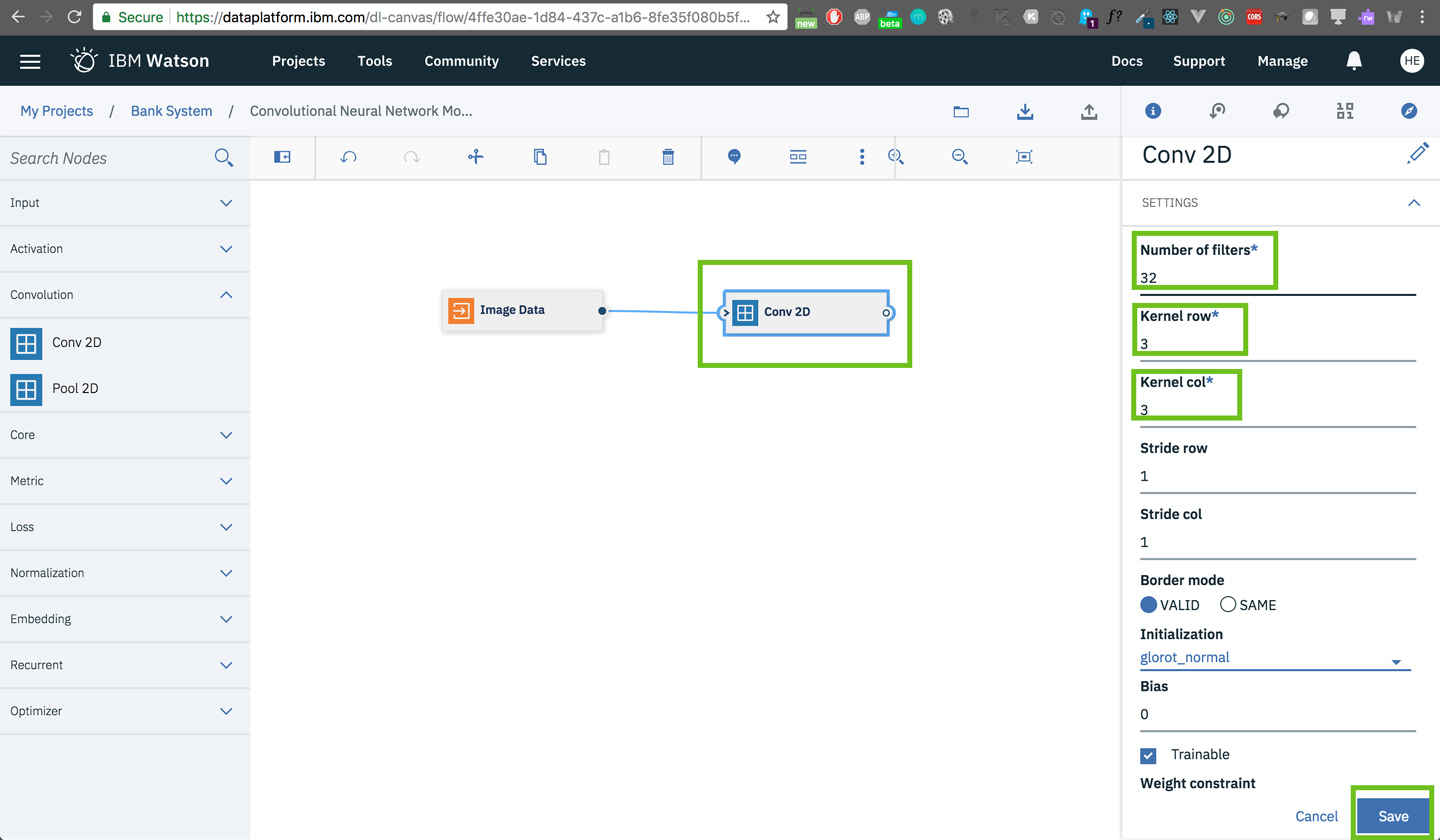 Secure https://dataplatform.ibm.com/dl-canvas/flow/4ffe30ae-1d84-437c-a1b6-8fe35f080b5f...
new ABP beta m K 1 f? CORS rw
IBM Watson Projects Tools Community Services Docs Support Manage HE
My Projects / Bank System / Convolutional Neural Network Mo...
Search Nodes
Input
Activation
Convolution
Conv 2D
Pool 2D
Core
Metric
Loss
Normalization
Embedding
Recurrent
Optimizer
Image Data
Conv 2D
Conv 2D
SETTINGS
Number of filters*
32
Kernel row*
3
Kernel col*
3
Stride row
1
Stride col
1
Border mode
VALID SAME
Initialization
glorot_normal
Bias
0
Trainable
Weight constraint
Cancel Save